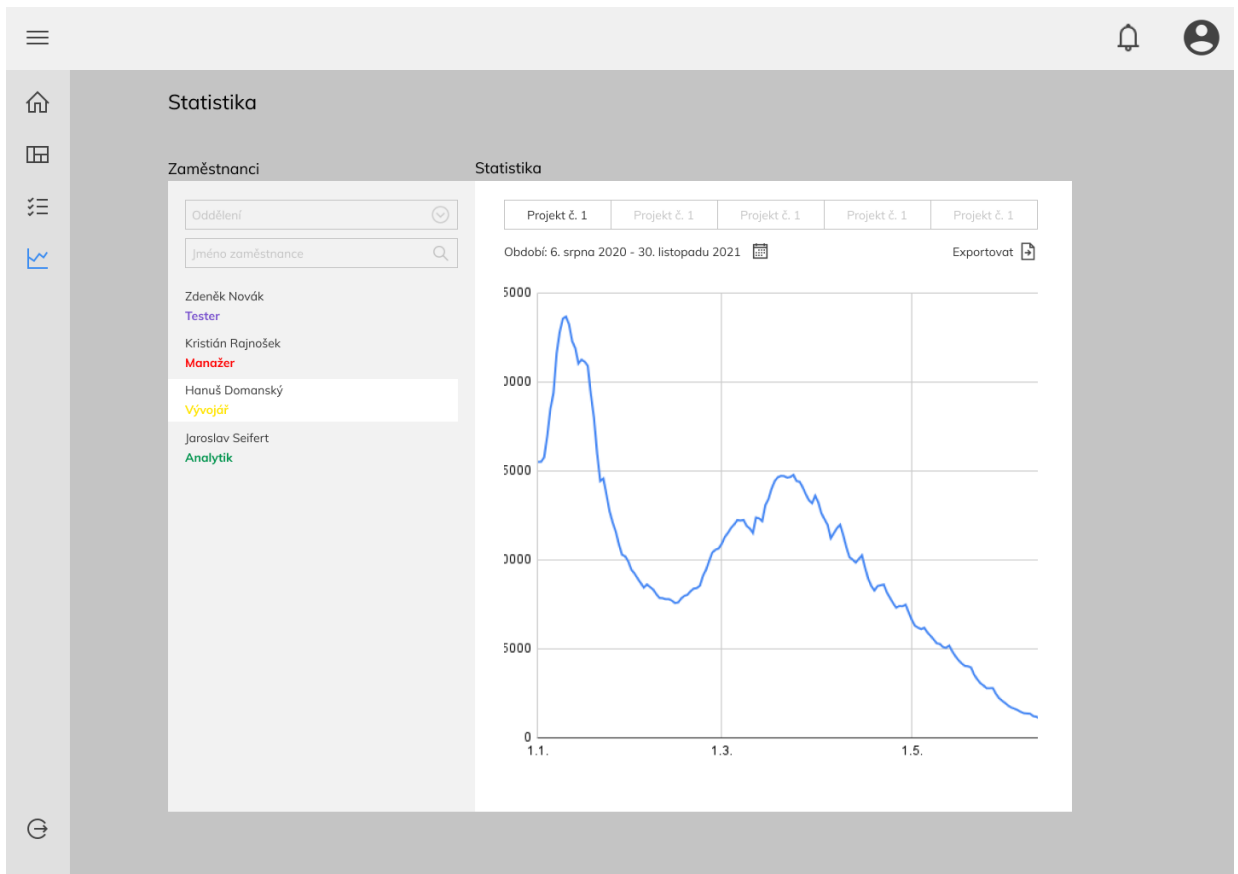 Statistika
Zaměstnanci
Statistika
Oddělení
Jméno zaměstnance
Zdeněk Novák
Tester
Kristián Rajnošek
Manažer
Hanuš Domanský
Vývojář
Jaroslav Seifert
Analytik
Projekt č. 1 Projekt č. 1 Projekt č. 1 Projekt č. 1 Projekt č. 1
Období: 6. srpna 2020 - 30. listopadu 2021 Exportovat
5000
0000
5000
0000
5000
0
1.1. 1.3. 1.5.